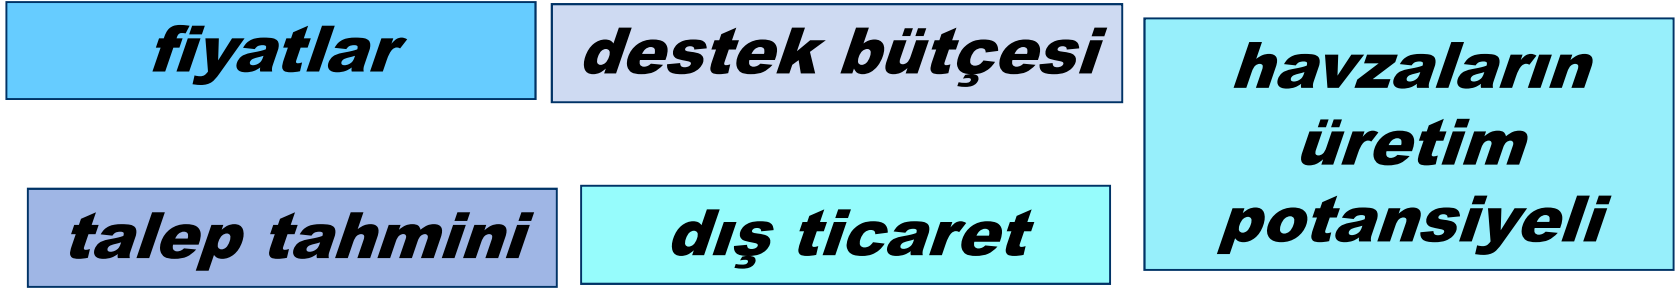 fiyatlar
destek bütçesi
havzaların
üretim
potansiyeli
talep tahmini
dış ticaret